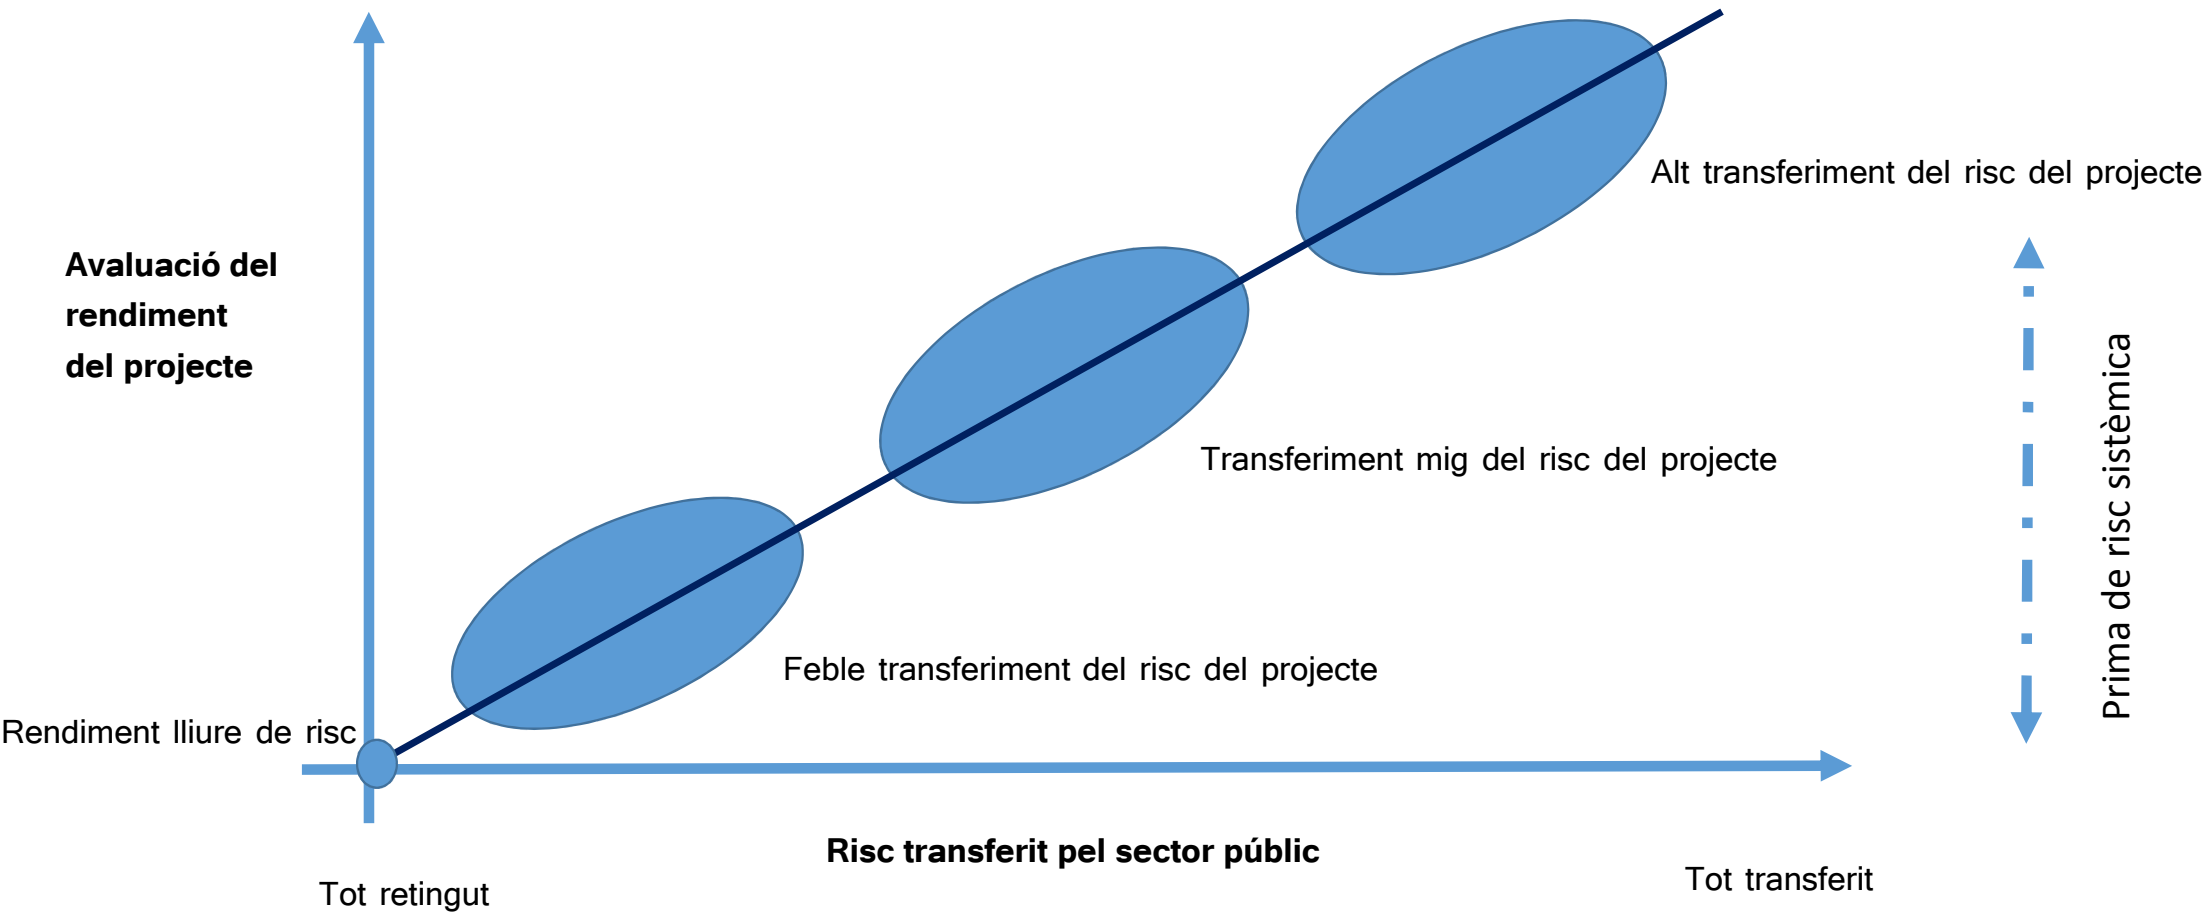 Alt transferiment del risc del projecte
Avaluació del
rendiment
del projecte
Prima de risc sistèmica
Transferiment mig del risc del projecte
Feble transferiment del risc del projecte
Rendiment lliure de risc
Risc transferit pel sector públic
Tot retingut
Tot transferit